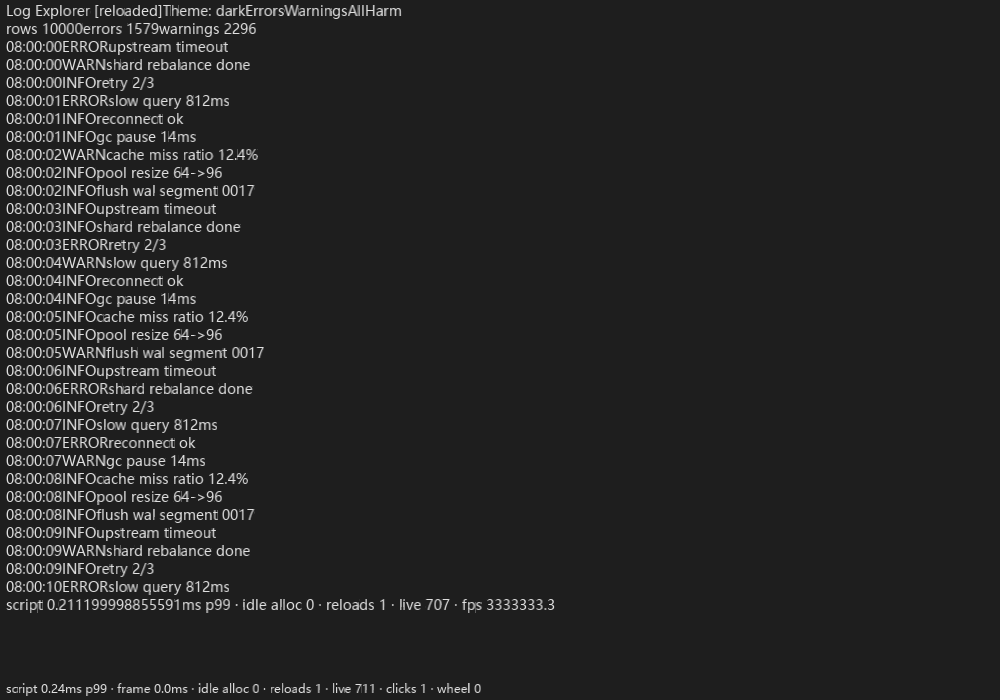 Log Explorer [reloaded]Theme: darkErrorsWarningsAllHarm
rows 10000errors 1579warnings 2296
08:00:00ERRORupstream timeout
08:00:00WARNshard rebalance done
08:00:00INFOretry 2/3
08:00:01ERRORslow query 812ms
08:00:01INFOreconnect ok
08:00:01INFOgc pause 14ms
08:00:02WARNcache miss ratio 12.4%
08:00:02INFOpool resize 64->96
08:00:02INFOflush wal segment 0017
08:00:03INFOupstream timeout
08:00:03INFOshard rebalance done
08:00:03ERRORretry 2/3
08:00:04WARNslow query 812ms
08:00:04INFOreconnect ok
08:00:04INFOgc pause 14ms
08:00:05INFOcache miss ratio 12.4%
08:00:05INFOpool resize 64->96
08:00:05WARNflush wal segment 0017
08:00:06INFOupstream timeout
08:00:06ERRORshard rebalance done
08:00:06INFOretry 2/3
08:00:07INFOslow query 812ms
08:00:07ERRORreconnect ok
08:00:07WARNgc pause 14ms
08:00:08INFOcache miss ratio 12.4%
08:00:08INFOpool resize 64->96
08:00:08INFOflush wal segment 0017
08:00:09INFOupstream timeout
08:00:09WARNshard rebalance done
08:00:09INFOretry 2/3
08:00:10ERRORslow query 812ms
script 0.211199998855591ms p99 · idle alloc 0 · reloads 1 · live 707 · fps 3333333.3
script 0.24ms p99 · frame 0.0ms · idle alloc 0 · reloads 1 · live 711 · clicks 1 · wheel 0